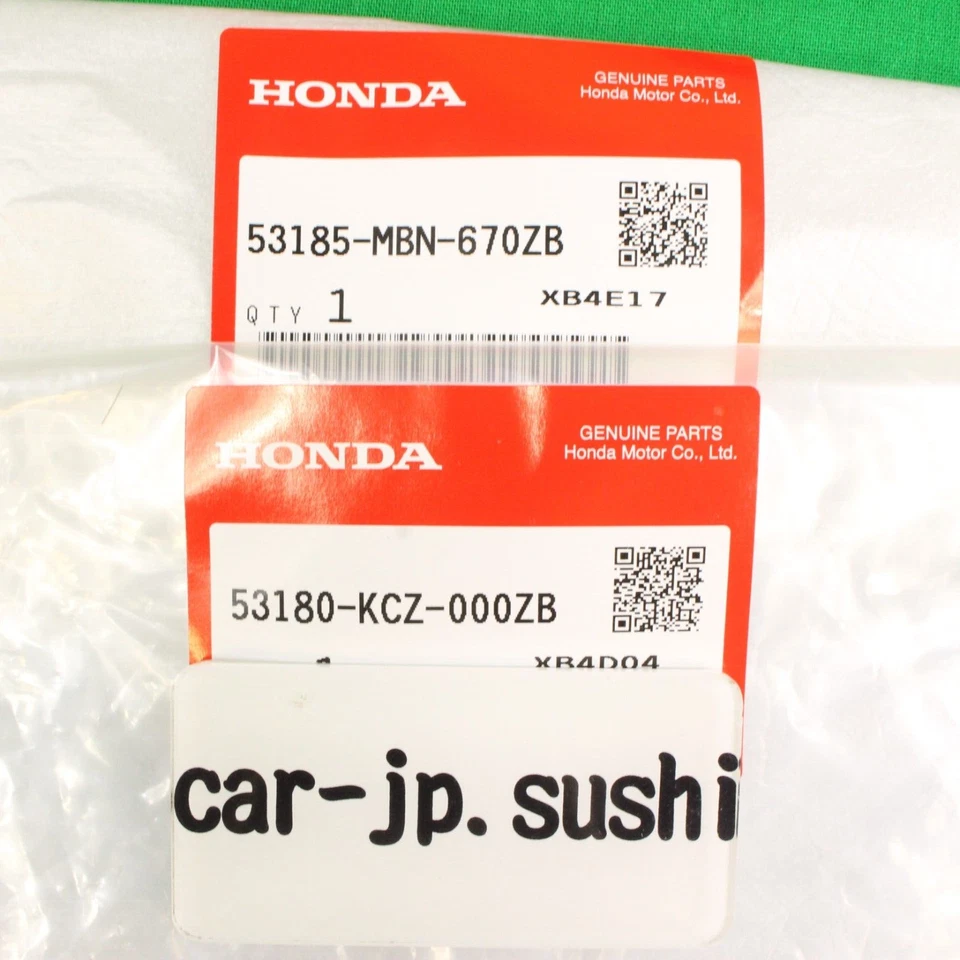 HONDA
GENUINE PARTS
Honda Motor Co., Ltd.
53185-MBN-670ZB
XB4E17
QTY 1
HONDA
GENUINE PARTS
Honda Motor Co., Ltd.
53180-KCZ-000ZB
XB4D04
car-jp.sushi